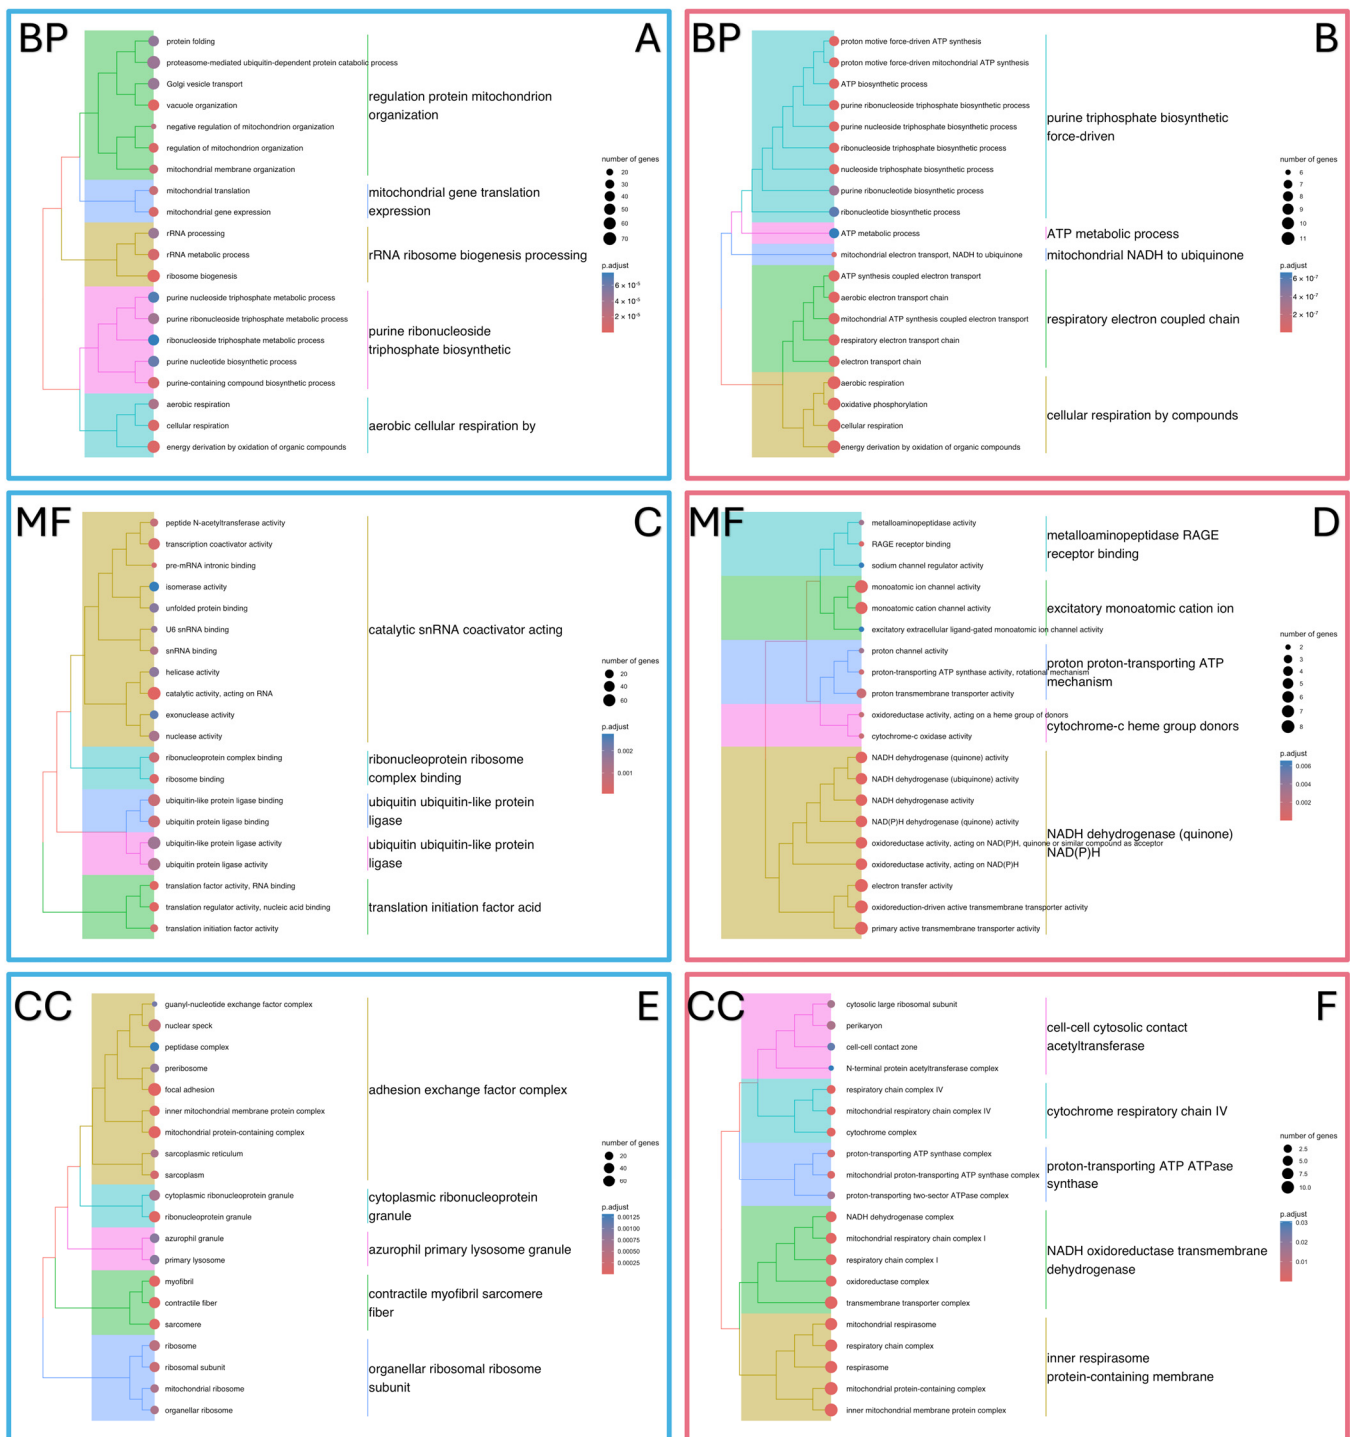 BP
A
protein folding
proteasome-mediated ubiquitin-dependent protein catabolic process
Golgi vesicle transport
vacuole organization
negative regulation of mitochondrion organization
regulation of mitochondrion organization
mitochondrial membrane organization
mitochondrial translation
mitochondrial gene expression
rRNA processing
rRNA metabolic process
ribosome biogenesis
purine nucleoside triphosphate metabolic process
purine ribonucleoside triphosphate metabolic process
ribonucleoside triphosphate metabolic process
purine nucleotide biosynthetic process
purine-containing compound biosynthetic process
aerobic respiration
cellular respiration
energy derivation by oxidation of organic compounds
regulation protein mitochondrion
organization
mitochondrial gene translation
expression
rRNA ribosome biogenesis processing
purine ribonucleoside
triphosphate biosynthetic
aerobic cellular respiration by
number of genes
20
30
40
50
60
70
p.adjust
6 × 10⁻⁵
4 × 10⁻⁵
2 × 10⁻⁵
BP
B
proton motive force-driven ATP synthesis
proton motive force-driven mitochondrial ATP synthesis
ATP biosynthetic process
purine ribonucleoside triphosphate biosynthetic process
purine nucleoside triphosphate biosynthetic process
ribonucleoside triphosphate biosynthetic process
nucleoside triphosphate biosynthetic process
purine ribonucleotide biosynthetic process
ribonucleotide biosynthetic process
ATP metabolic process
mitochondrial electron transport, NADH to ubiquinone
ATP synthesis coupled electron transport
aerobic electron transport chain
mitochondrial ATP synthesis coupled electron transport
respiratory electron transport chain
electron transport chain
aerobic respiration
oxidative phosphorylation
cellular respiration
energy derivation by oxidation of organic compounds
purine triphosphate biosynthetic
force-driven
ATP metabolic process
mitochondrial NADH to ubiquinone
respiratory electron coupled chain
cellular respiration by compounds
number of genes
6
7
8
9
10
11
p.adjust
6 × 10⁻⁷
4 × 10⁻⁷
2 × 10⁻⁷
MF
C
peptide N-acetyltransferase activity
transcription coactivator activity
pre-mRNA intronic binding
isomerase activity
unfolded protein binding
U6 snRNA binding
snRNA binding
helicase activity
catalytic activity, acting on RNA
exonuclease activity
nuclease activity
ribonucleoprotein complex binding
ribosome binding
ubiquitin-like protein ligase binding
ubiquitin protein ligase binding
ubiquitin-like protein ligase activity
ubiquitin protein ligase activity
translation factor activity, RNA binding
translation regulator activity, nucleic acid binding
translation initiation factor activity
catalytic snRNA coactivator acting
ribonucleoprotein ribosome
complex binding
ubiquitin ubiquitin-like protein
ligase
ubiquitin ubiquitin-like protein
ligase
translation initiation factor acid
number of genes
20
40
60
p.adjust
0.002
0.001
MF
D
metalloaminopeptidase activity
RAGE receptor binding
sodium channel regulator activity
monoatomic ion channel activity
monoatomic cation channel activity
excitatory extracellular ligand-gated monoatomic ion channel activity
proton channel activity
proton-transporting ATP synthase activity, rotational mechanism
proton transmembrane transporter activity
oxidoreductase activity, acting on a heme group of donors
cytochrome-c oxidase activity
NADH dehydrogenase (quinone) activity
NADH dehydrogenase (ubiquinone) activity
NADH dehydrogenase activity
NAD(P)H dehydrogenase (quinone) activity
oxidoreductase activity, acting on NAD(P)H, quinone or similar compound as acceptor
oxidoreductase activity, acting on NAD(P)H
electron transfer activity
oxidoreduction-driven active transmembrane transporter activity
primary active transmembrane transporter activity
metalloaminopeptidase RAGE
receptor binding
excitatory monoatomic cation ion
proton proton-transporting ATP
mechanism
cytochrome-c heme group donors
NADH dehydrogenase (quinone)
NAD(P)H
number of genes
2
3
4
5
6
7
8
p.adjust
0.006
0.004
0.002
CC
E
guanyl-nucleotide exchange factor complex
nuclear speck
peptidase complex
preribosome
focal adhesion
inner mitochondrial membrane protein complex
mitochondrial protein-containing complex
sarcoplasmic reticulum
sarcoplasm
cytoplasmic ribonucleoprotein granule
ribonucleoprotein granule
azurophil granule
primary lysosome
myofibril
contractile fiber
sarcomere
ribosome
ribosomal subunit
mitochondrial ribosome
organellar ribosome
adhesion exchange factor complex
cytoplasmic ribonucleoprotein
granule
azurophil primary lysosome granule
contractile myofibril sarcomere
fiber
organellar ribosomal ribosome
subunit
number of genes
20
40
60
p.adjust
0.00125
0.00100
0.00075
0.00050
0.00025
CC
F
cytosolic large ribosomal subunit
perikaryon
cell-cell contact zone
N-terminal protein acetyltransferase complex
respiratory chain complex IV
mitochondrial respiratory chain complex IV
cytochrome complex
proton-transporting ATP synthase complex
mitochondrial proton-transporting ATP synthase complex
proton-transporting two-sector ATPase complex
NADH dehydrogenase complex
mitochondrial respiratory chain complex I
respiratory chain complex I
oxidoreductase complex
transmembrane transporter complex
mitochondrial respirasome
respiratory chain complex
respirasome
mitochondrial protein-containing complex
inner mitochondrial membrane protein complex
cell-cell cytosolic contact
acetyltransferase
cytochrome respiratory chain IV
proton-transporting ATP ATPase
synthase
NADH oxidoreductase transmembrane
dehydrogenase
inner respirasome
protein-containing membrane
number of genes
2.5
5.0
7.5
10.0
p.adjust
0.03
0.02
0.01